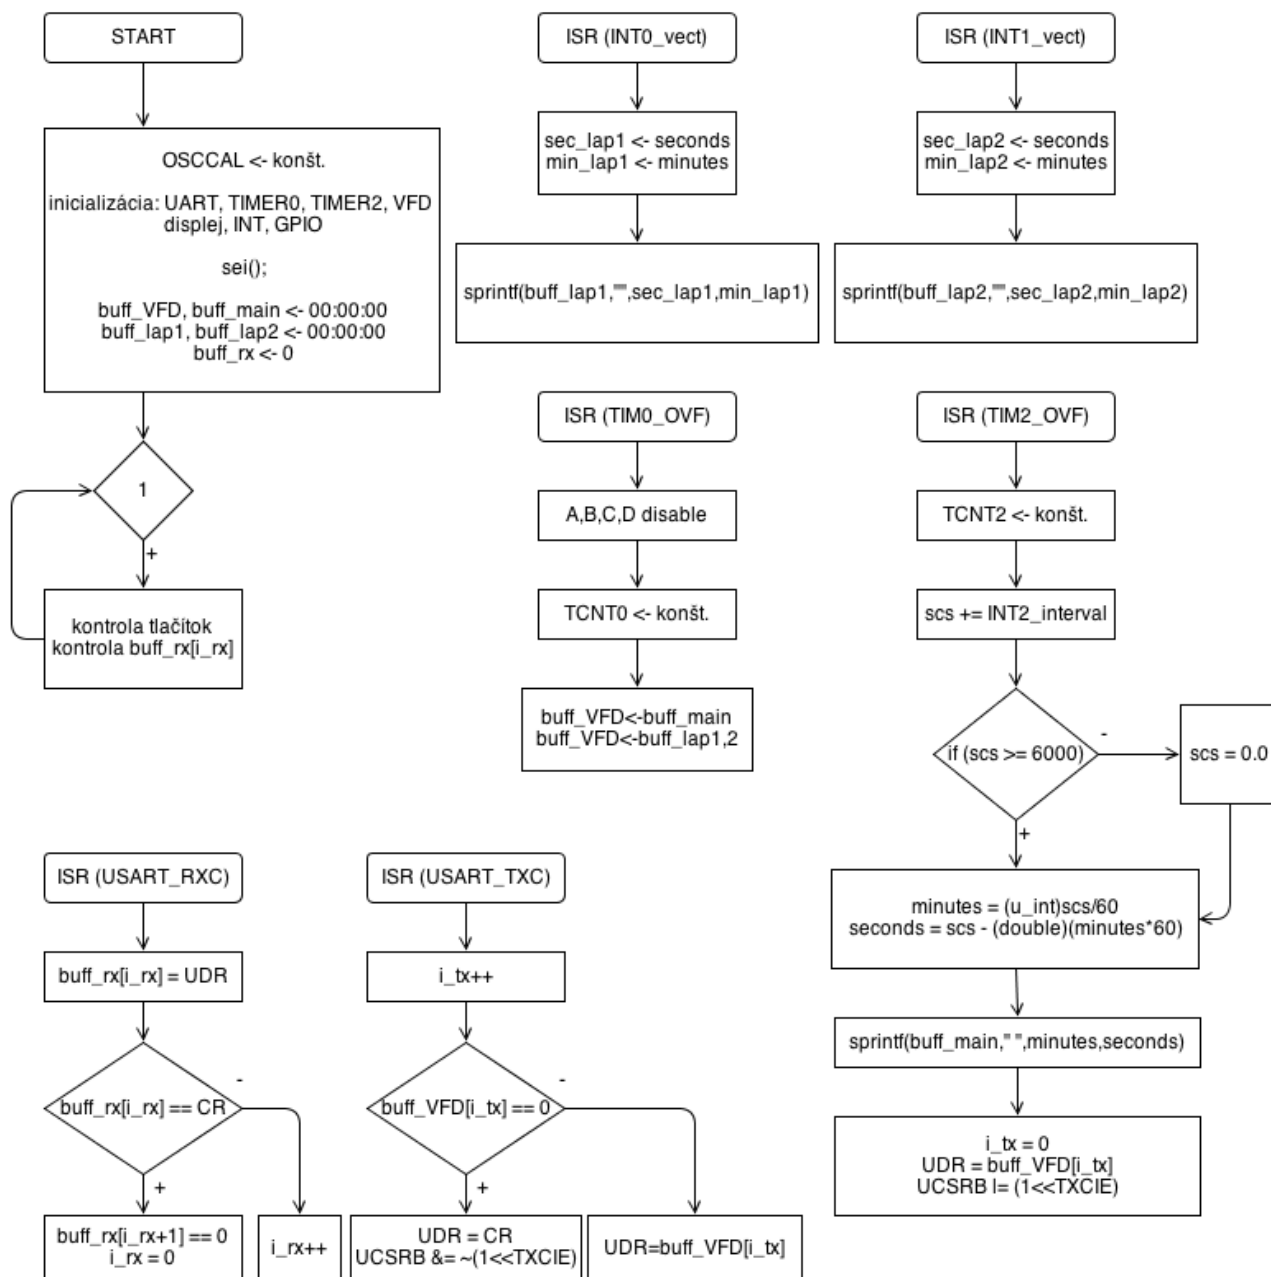 START
OSCCAL <- konšt.
inicializácia: UART, TIMER0, TIMER2, VFD
displej, INT, GPIO
sei();
buff_VFD, buff_main <- 00:00:00
buff_lap1, buff_lap2 <- 00:00:00
buff_rx <- 0
1
+
kontrola tlačítok
kontrola buff_rx[i_rx]
ISR (INT0_vect)
sec_lap1 <- seconds
min_lap1 <- minutes
sprintf(buff_lap1,"",sec_lap1,min_lap1)
ISR (INT1_vect)
sec_lap2 <- seconds
min_lap2 <- minutes
sprintf(buff_lap2,"",sec_lap2,min_lap2)
ISR (TIM0_OVF)
A,B,C,D disable
TCNT0 <- konšt.
buff_VFD<-buff_main
buff_VFD<-buff_lap1,2
ISR (TIM2_OVF)
TCNT2 <- konšt.
scs += INT2_interval
if (scs >= 6000)
-
scs = 0.0
+
minutes = (u_int)scs/60
seconds = scs - (double)(minutes*60)
sprintf(buff_main," ",minutes,seconds)
i_tx = 0
UDR = buff_VFD[i_tx]
UCSRB |= (1<<TXCIE)
ISR (USART_RXC)
buff_rx[i_rx] = UDR
buff_rx[i_rx] == CR
-
+
buff_rx[i_rx+1] == 0
i_rx = 0
i_rx++
ISR (USART_TXC)
i_tx++
buff_VFD[i_tx] == 0
-
+
UDR = CR
UCSRB &= ~(1<<TXCIE)
UDR=buff_VFD[i_tx]